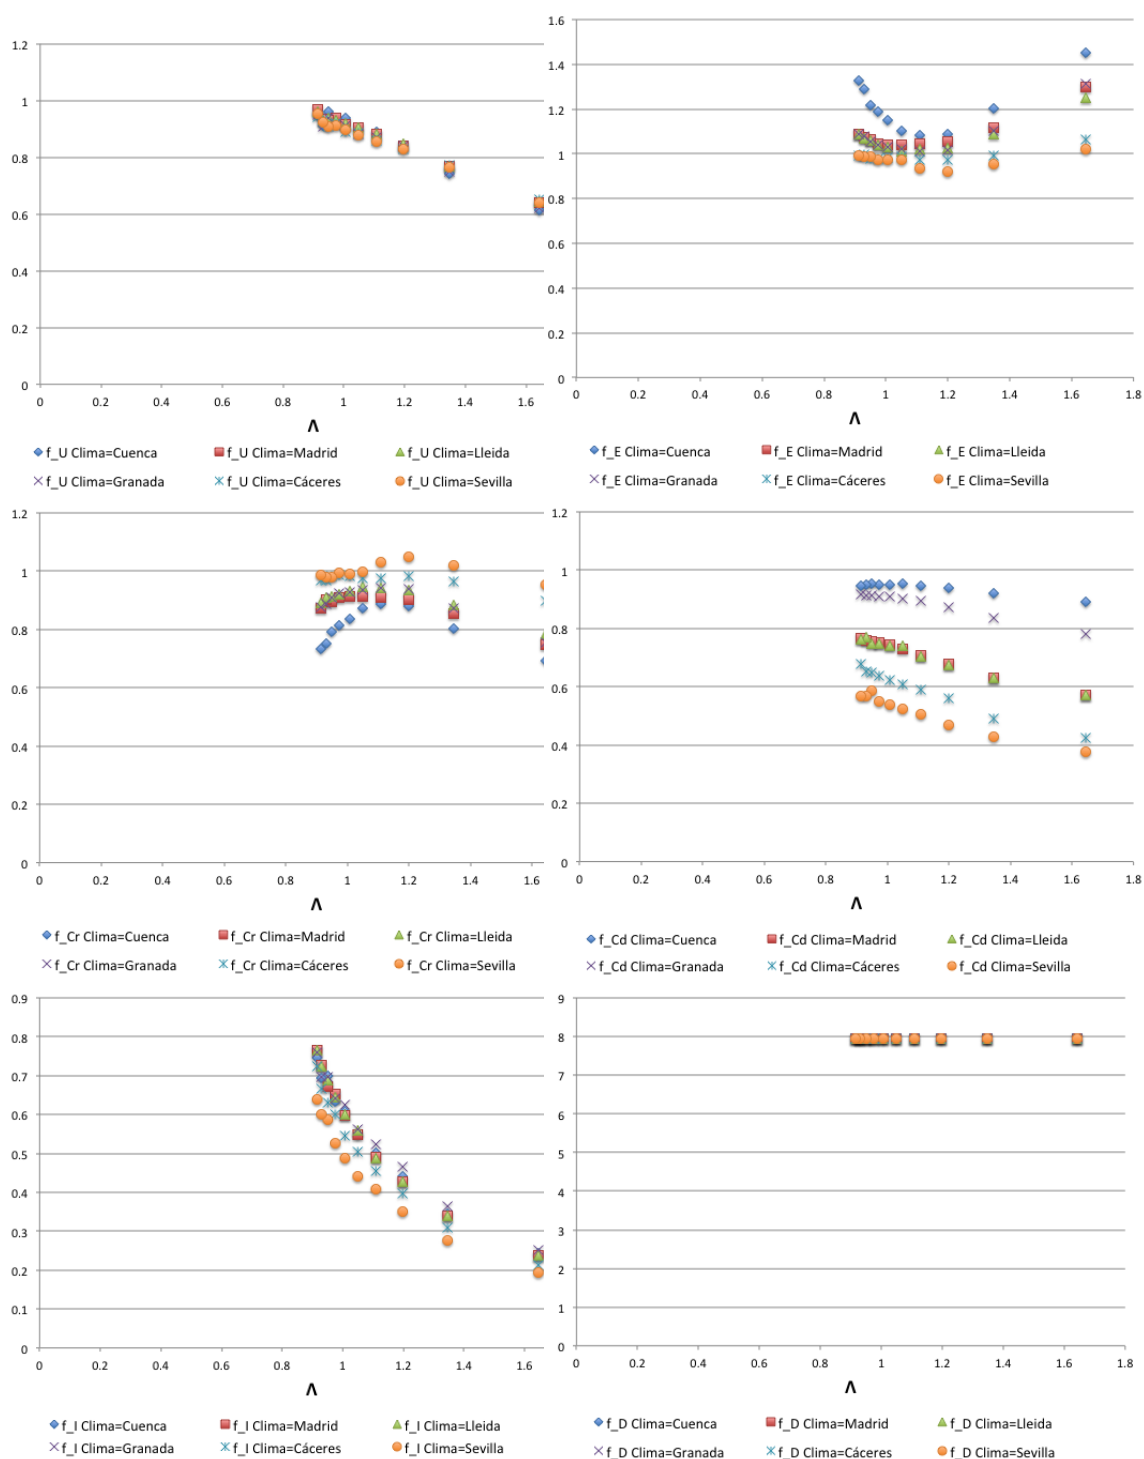 1.2
1
0.8
0.6
0.4
0.2
0
0 0.2 0.4 0.6 0.8 1 1.2 1.4 1.6
Λ
f_U Clima=Cuenca f_U Clima=Madrid f_U Clima=Lleida
f_U Clima=Granada f_U Clima=Cáceres f_U Clima=Sevilla
1.6
1.4
1.2
1
0.8
0.6
0.4
0.2
0
0 0.2 0.4 0.6 0.8 1 1.2 1.4 1.6 1.8
Λ
f_E Clima=Cuenca f_E Clima=Madrid f_E Clima=Lleida
f_E Clima=Granada f_E Clima=Cáceres f_E Clima=Sevilla
1.2
1
0.8
0.6
0.4
0.2
0
0 0.2 0.4 0.6 0.8 1 1.2 1.4 1.6
Λ
f_Cr Clima=Cuenca f_Cr Clima=Madrid f_Cr Clima=Lleida
f_Cr Clima=Granada f_Cr Clima=Cáceres f_Cr Clima=Sevilla
1.2
1
0.8
0.6
0.4
0.2
0
0 0.2 0.4 0.6 0.8 1 1.2 1.4 1.6 1.8
Λ
f_Cd Clima=Cuenca f_Cd Clima=Madrid f_Cd Clima=Lleida
f_Cd Clima=Granada f_Cd Clima=Cáceres f_Cd Clima=Sevilla
0.9
0.8
0.7
0.6
0.5
0.4
0.3
0.2
0.1
0
0 0.2 0.4 0.6 0.8 1 1.2 1.4 1.6
Λ
f_I Clima=Cuenca f_I Clima=Madrid f_I Clima=Lleida
f_I Clima=Granada f_I Clima=Cáceres f_I Clima=Sevilla
9
8
7
6
5
4
3
2
1
0
0 0.2 0.4 0.6 0.8 1 1.2 1.4 1.6 1.8
Λ
f_D Clima=Cuenca f_D Clima=Madrid f_D Clima=Lleida
f_D Clima=Granada f_D Clima=Cáceres f_D Clima=Sevilla